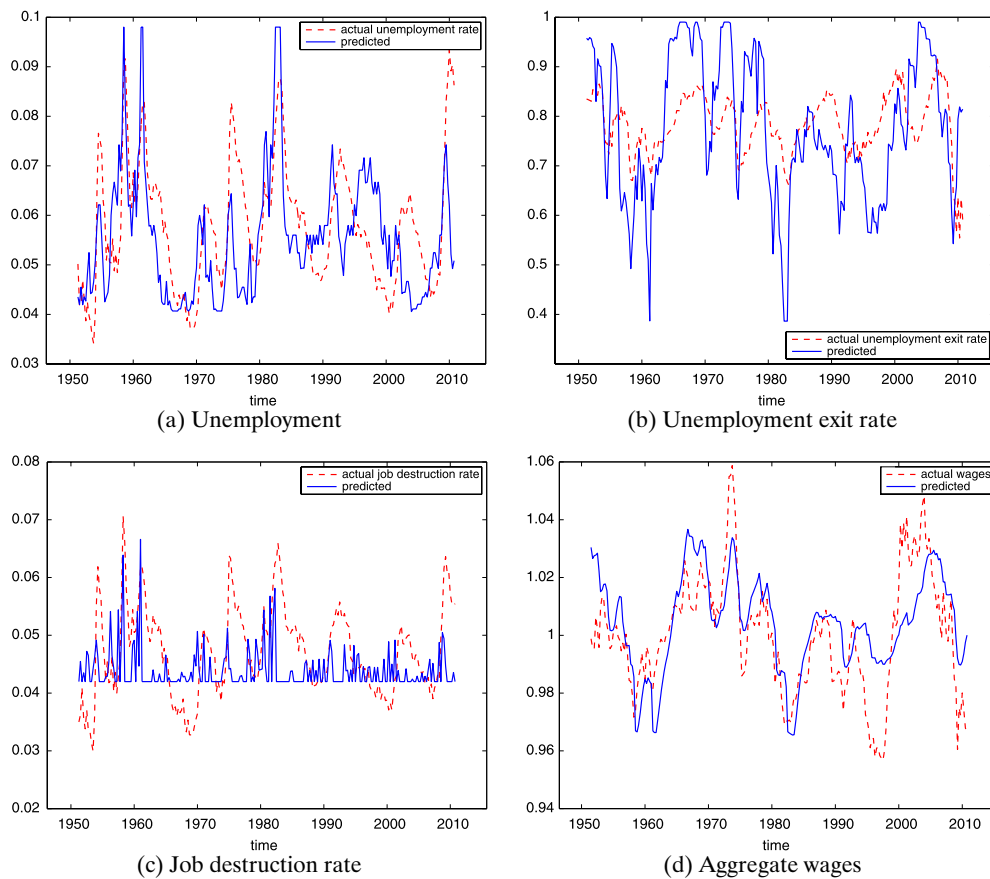 0.1
0.09
0.08
0.07
0.06
0.05
0.04
0.03
1950 1960 1970 1980 1990 2000 2010
time
actual unemployment rate
predicted
(a) Unemployment
1
0.9
0.8
0.7
0.6
0.5
0.4
1950 1960 1970 1980 1990 2000 2010
time
actual unemployment exit rate
predicted
(b) Unemployment exit rate
0.08
0.07
0.06
0.05
0.04
0.03
0.02
1950 1960 1970 1980 1990 2000 2010
time
actual job destruction rate
predicted
(c) Job destruction rate
1.06
1.04
1.02
1
0.98
0.96
0.94
1950 1960 1970 1980 1990 2000 2010
time
actual wages
predicted
(d) Aggregate wages